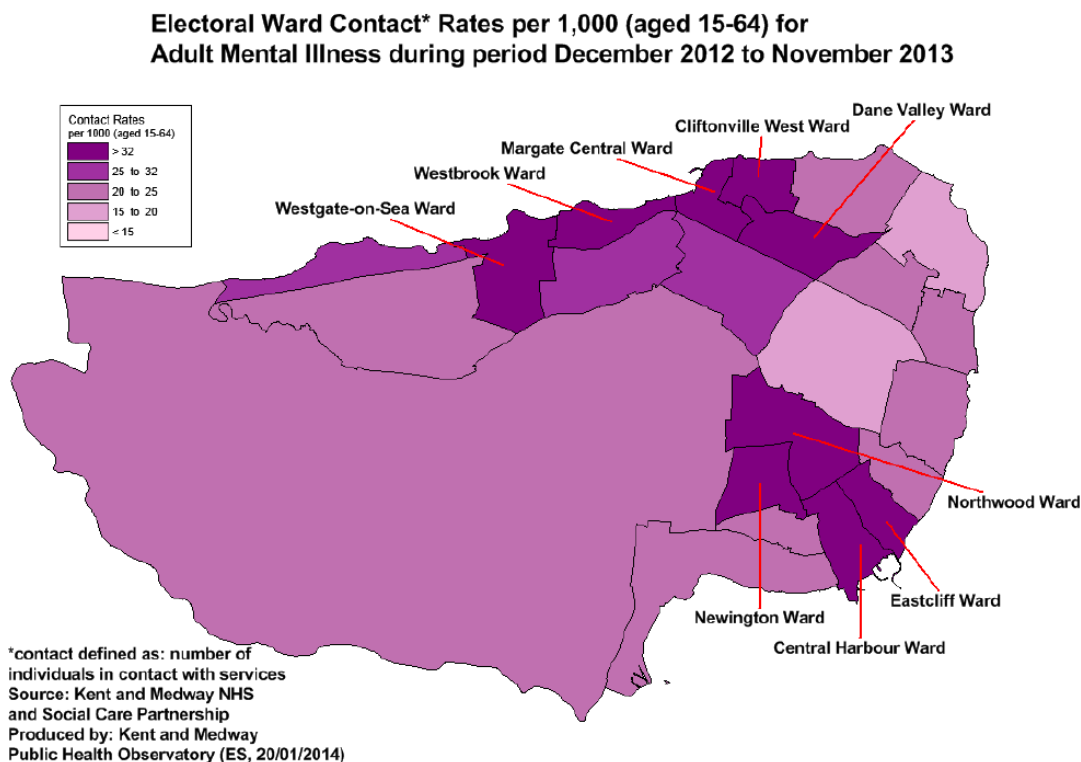 Electoral Ward Contact* Rates per 1,000 (aged 15-64) for
Adult Mental Illness during period December 2012 to November 2013
Contact Rates
per 1000 (aged 15-64)
> 32
25 to 32
20 to 25
15 to 20
< 15
Dane Valley Ward
Cliftonville West Ward
Margate Central Ward
Westbrook Ward
Westgate-on-Sea Ward
Northwood Ward
Eastcliff Ward
Newington Ward
Central Harbour Ward
*contact defined as: number of
individuals in contact with services
Source: Kent and Medway NHS
and Social Care Partnership
Produced by: Kent and Medway
Public Health Observatory (ES, 20/01/2014)